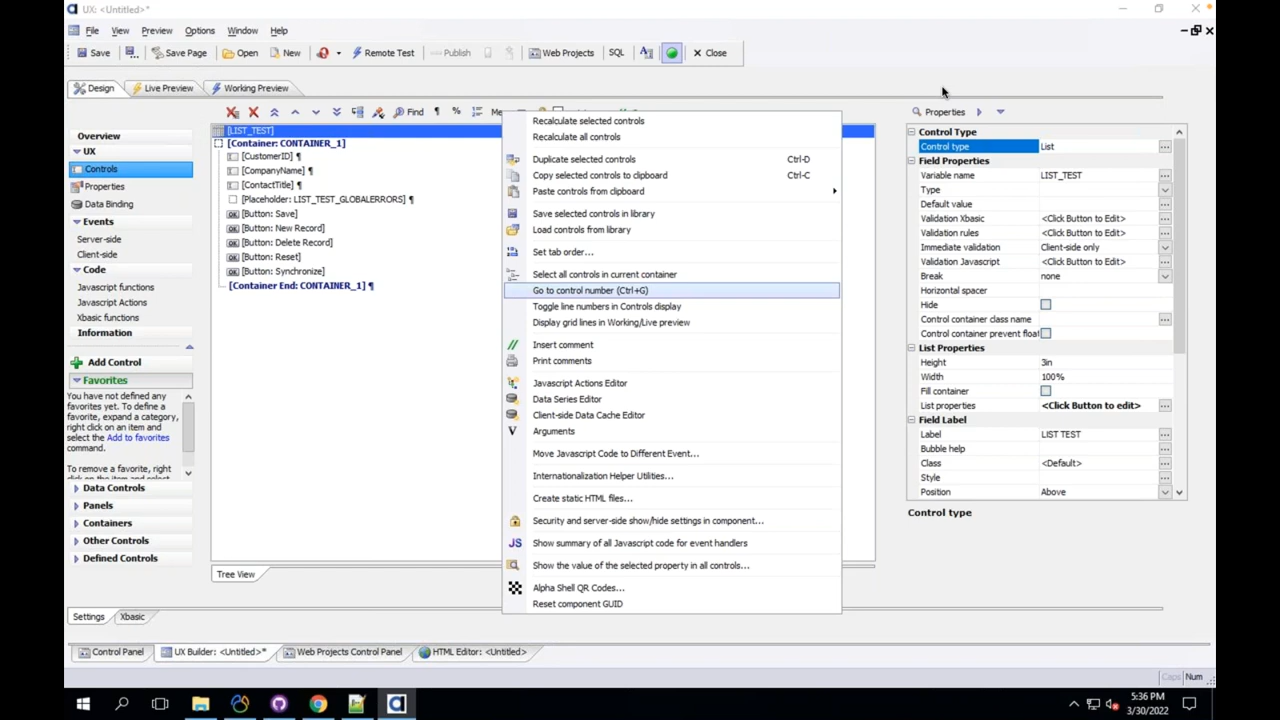 UX: <Untitled>*
File View Preview Options Window Help
Save Save Page Open New Remote Test Publish Web Projects SQL Close
Design Live Preview Working Preview
Find ¶ % Me
Properties
Overview
UX
Controls
Properties
Data Binding
Events
Server-side
Client-side
Code
Javascript functions
Javascript Actions
Xbasic functions
Information
Add Control
Favorites
You have not defined any
favorites yet. To define a
favorite, expand a category,
right click on an item and
select the Add to favorites
command.
To remove a favorite, right
click on the item and select
Data Controls
Panels
Containers
Other Controls
Defined Controls
[LIST_TEST]
[Container: CONTAINER_1]
[CustomerID] ¶
[CompanyName] ¶
[ContactTitle] ¶
[Placeholder: LIST_TEST_GLOBALERRORS] ¶
[Button: Save]
[Button: New Record]
[Button: Delete Record]
[Button: Reset]
[Button: Synchronize]
[Container End: CONTAINER_1] ¶
Tree View
Recalculate selected controls
Recalculate all controls
Duplicate selected controls Ctrl-D
Copy selected controls to clipboard Ctrl-C
Paste controls from clipboard
Save selected controls in library
Load controls from library
Set tab order...
Select all controls in current container
Go to control number (Ctrl+G)
Toggle line numbers in Controls display
Display grid lines in Working/Live preview
Insert comment
Print comments
Javascript Actions Editor
Data Series Editor
Client-side Data Cache Editor
Arguments
Move Javascript Code to Different Event...
Internationalization Helper Utilities...
Create static HTML files...
Security and server-side show/hide settings in component...
JS Show summary of all Javascript code for event handlers
Show the value of the selected property in all controls...
Alpha Shell QR Codes...
Reset component GUID
Control Type
Control type List
Field Properties
Variable name LIST_TEST
Type
Default value
Validation Xbasic <Click Button to Edit>
Validation rules <Click Button to Edit>
Immediate validation Client-side only
Validation Javascript <Click Button to Edit>
Break none
Horizontal spacer
Hide
Control container class name
Control container prevent float
List Properties
Height 3in
Width 100%
Fill container
List properties <Click Button to edit>
Field Label
Label LIST TEST
Bubble help
Class <Default>
Style
Position Above
Control type
Settings Xbasic
Control Panel UX Builder: <Untitled>* Web Projects Control Panel HTML Editor: <Untitled>
Caps Num
5:36 PM
3/30/2022